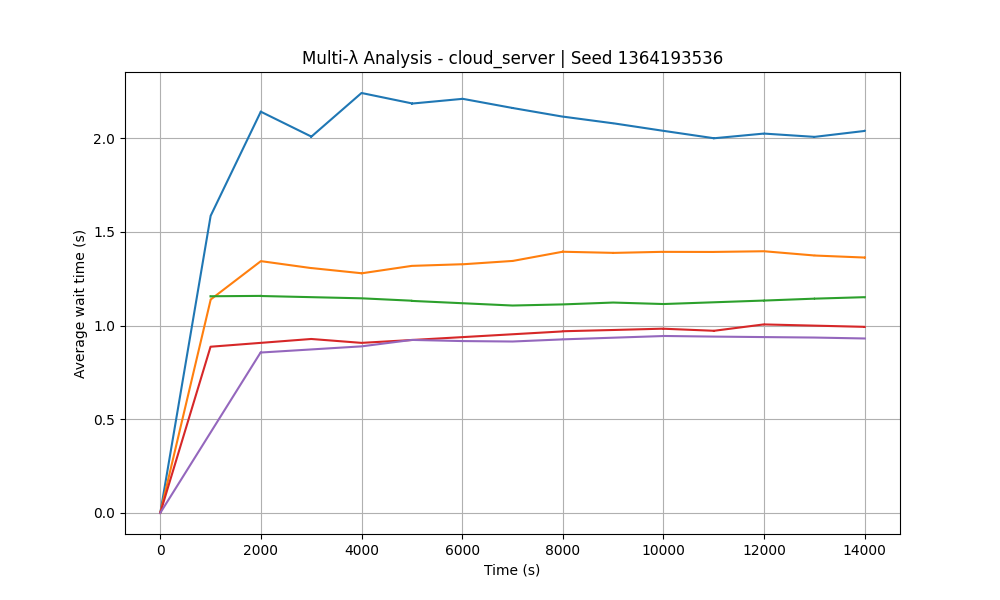 Multi-λ Analysis - cloud_server | Seed 1364193536
Average wait time (s)
2.0
1.5
1.0
0.5
0.0
0 2000 4000 6000 8000 10000 12000 14000
Time (s)